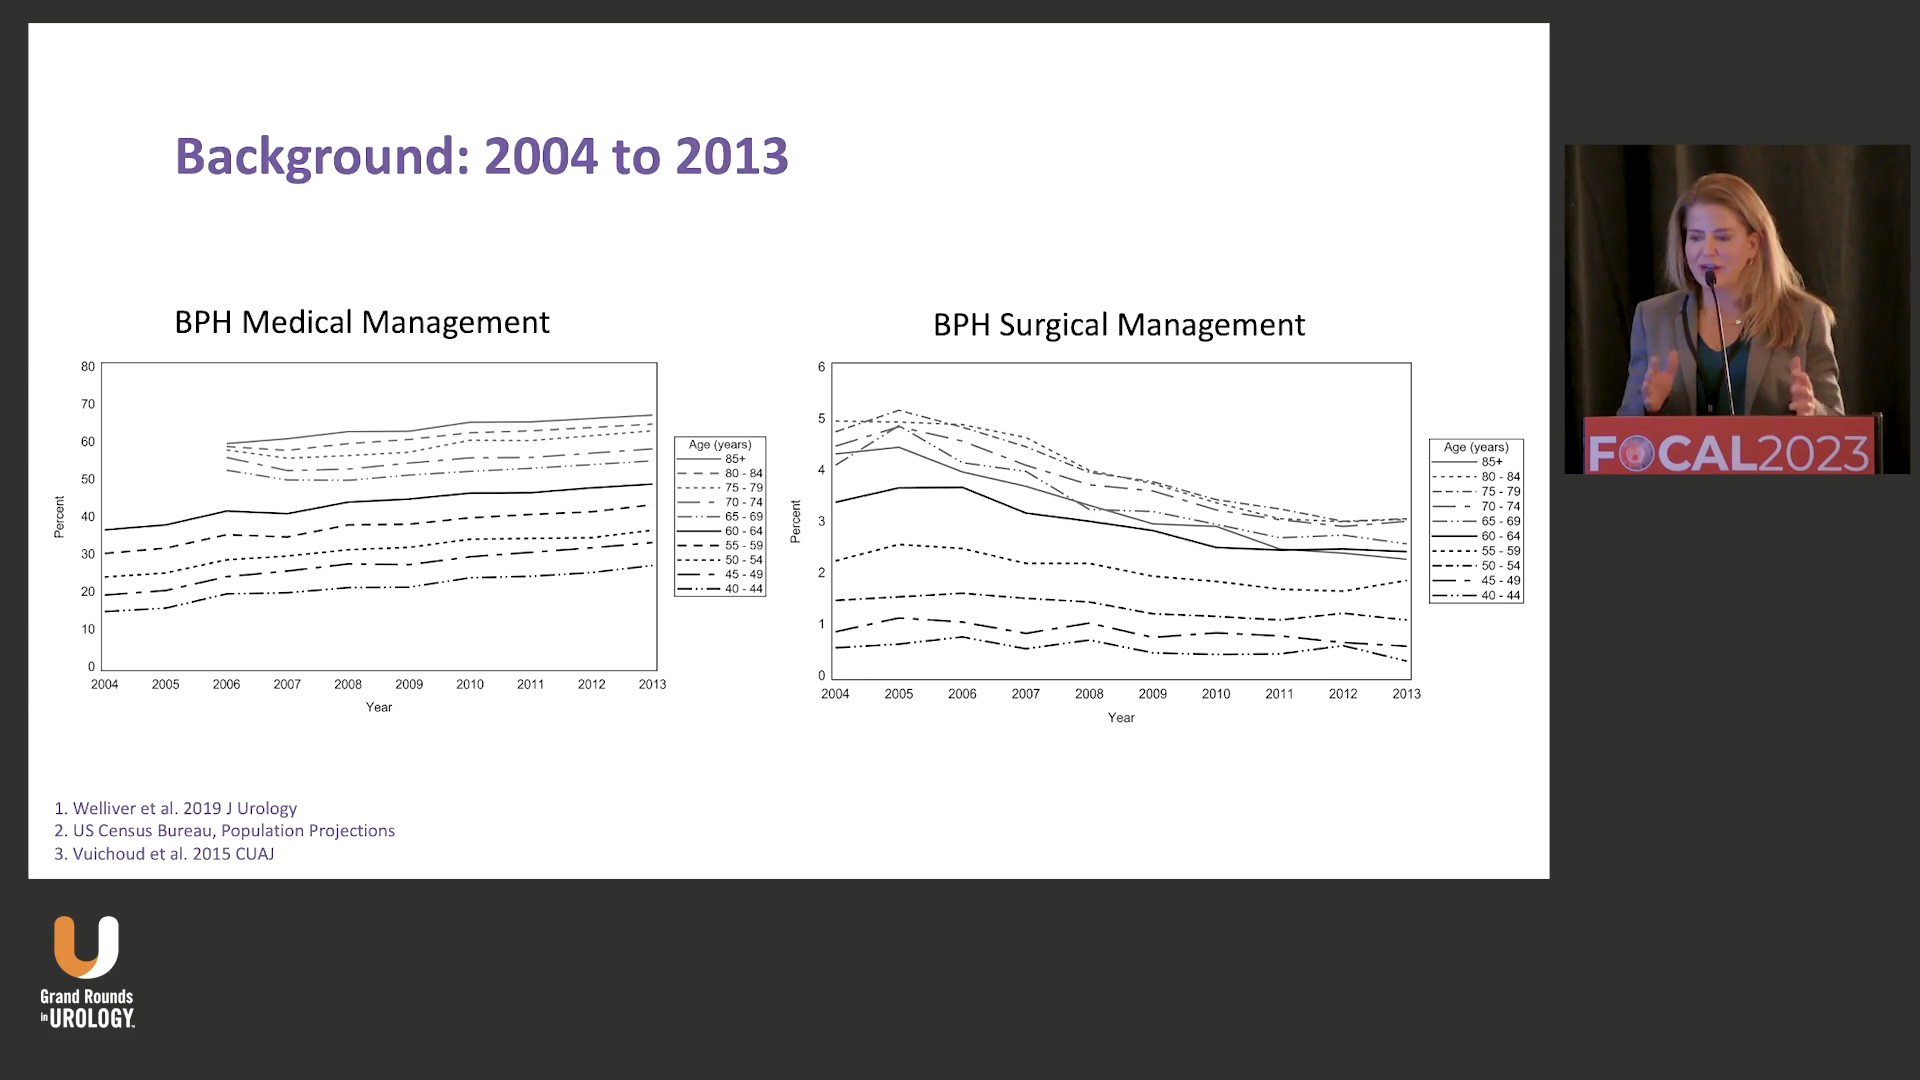 Background: 2004 to 2013
BPH Medical Management
80
70
60
50
40
30
20
10
0
Percent
2004 2005 2006 2007 2008 2009 2010 2011 2012 2013
Year
Age (years)
85+
80 - 84
75 - 79
70 - 74
65 - 69
60 - 64
55 - 59
50 - 54
45 - 49
40 - 44
BPH Surgical Management
6
5
4
3
2
1
0
Percent
2004 2005 2006 2007 2008 2009 2010 2011 2012 2013
Year
Age (years)
85+
80 - 84
75 - 79
70 - 74
65 - 69
60 - 64
55 - 59
50 - 54
45 - 49
40 - 44
1. Welliver et al. 2019 J Urology
2. US Census Bureau, Population Projections
3. Vuichoud et al. 2015 CUAJ
FOCAL2023
Grand Rounds
in UROLOGY™